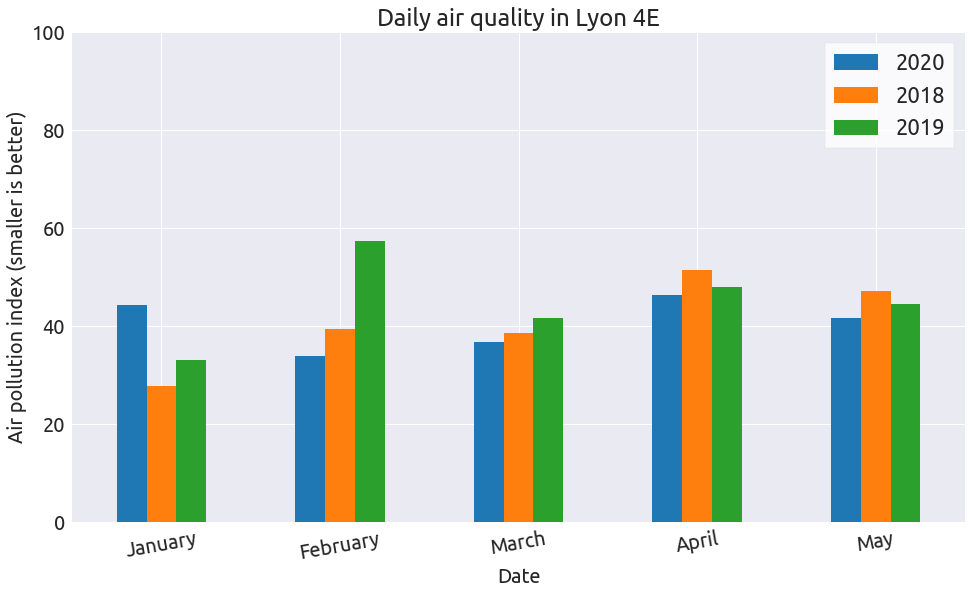 Daily air quality in Lyon 4E
Air pollution index (smaller is better)
100
80
60
40
20
0
2020
2018
2019
January
February
March
April
May
Date